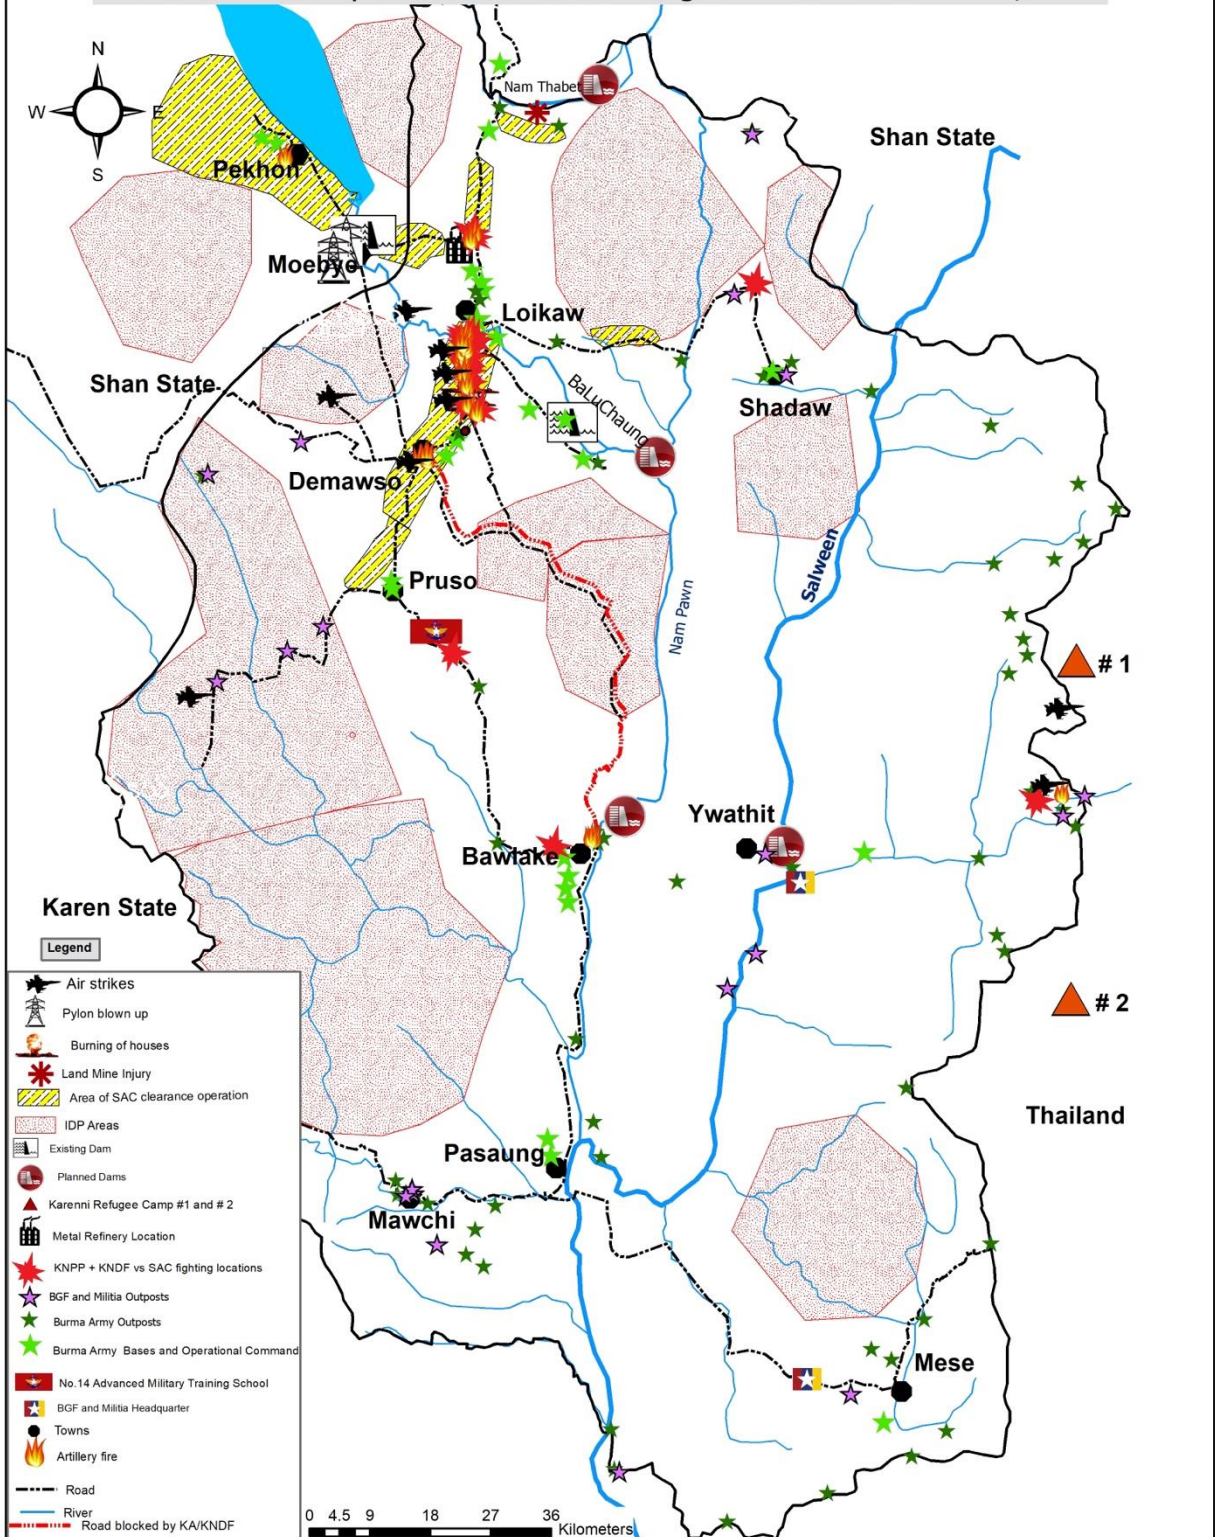 N
W
E
S
Nam Thabet
Shan State
Pekhon
Moebye
Loikaw
Shan State
BaLuChaung
Shadaw
Demawso
Salween
Pruso
Nam Pawn
# 1
Ywathit
Bawlake
Karen State
# 2
Thailand
Pasaung
Mawchi
Mese
Legend
Air strikes
Pylon blown up
Burning of houses
Land Mine Injury
Area of SAC clearance operation
IDP Areas
Existing Dam
Planned Dams
Karenni Refugee Camp #1 and # 2
Metal Refinery Location
KNPP + KNDF vs SAC fighting locations
BGF and Militia Outposts
Burma Army Outposts
Burma Army Bases and Operational Command
No.14 Advanced Military Training School
BGF and Militia Headquarter
Towns
Artillery fire
Road
River
Road blocked by KA/KNDF
0 4.5 9 18 27 36
Kilometers